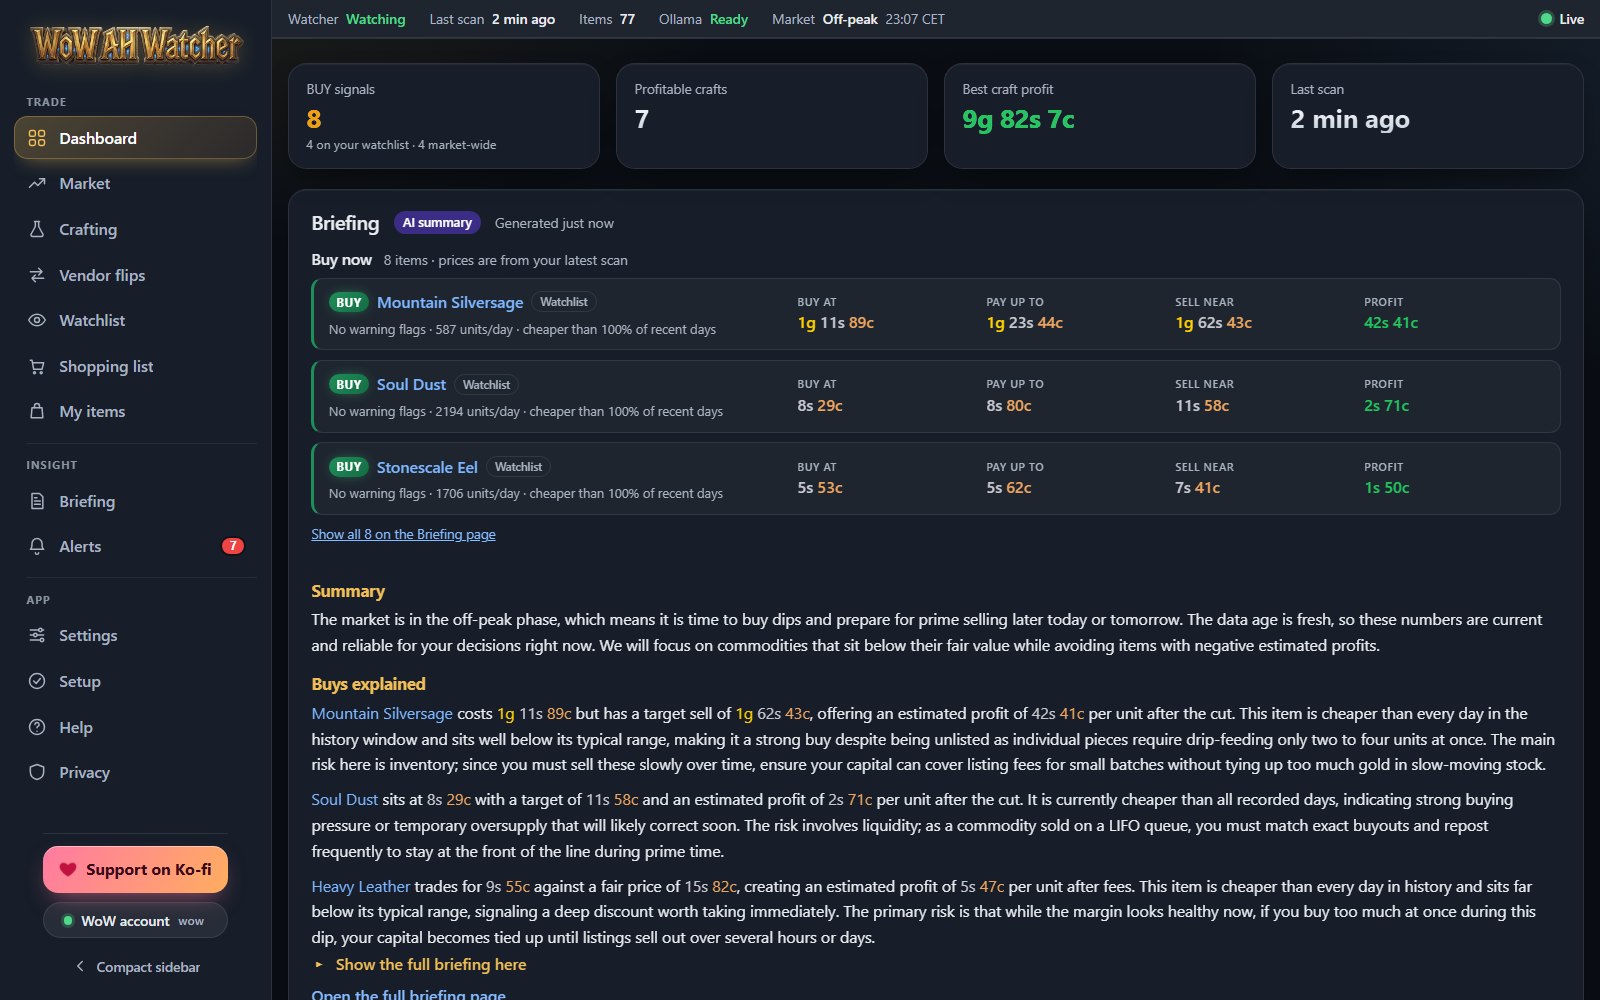 WoW AH Watcher
TRADE
Dashboard
Market
Crafting
Vendor flips
Watchlist
Shopping list
My items
INSIGHT
Briefing
Alerts 7
APP
Settings
Setup
Help
Privacy
Support on Ko-fi
WoW account wow
Compact sidebar
Watcher Watching Last scan 2 min ago Items 77 Ollama Ready Market Off-peak 23:07 CET Live
BUY signals
8
4 on your watchlist · 4 market-wide
Profitable crafts
7
Best craft profit
9g 82s 7c
Last scan
2 min ago
Briefing AI summary Generated just now
Buy now 8 items · prices are from your latest scan
BUY Mountain Silversage Watchlist
No warning flags · 587 units/day · cheaper than 100% of recent days
BUY AT PAY UP TO SELL NEAR PROFIT
1g 11s 89c 1g 23s 44c 1g 62s 43c 42s 41c
BUY Soul Dust Watchlist
No warning flags · 2194 units/day · cheaper than 100% of recent days
BUY AT PAY UP TO SELL NEAR PROFIT
8s 29c 8s 80c 11s 58c 2s 71c
BUY Stonescale Eel Watchlist
No warning flags · 1706 units/day · cheaper than 100% of recent days
BUY AT PAY UP TO SELL NEAR PROFIT
5s 53c 5s 62c 7s 41c 1s 50c
Show all 8 on the Briefing page
Summary
The market is in the off-peak phase, which means it is time to buy dips and prepare for prime selling later today or tomorrow. The data age is fresh, so these numbers are current
and reliable for your decisions right now. We will focus on commodities that sit below their fair value while avoiding items with negative estimated profits.
Buys explained
Mountain Silversage costs 1g 11s 89c but has a target sell of 1g 62s 43c, offering an estimated profit of 42s 41c per unit after the cut. This item is cheaper than every day in the
history window and sits well below its typical range, making it a strong buy despite being unlisted as individual pieces require drip-feeding only two to four units at once. The main
risk here is inventory; since you must sell these slowly over time, ensure your capital can cover listing fees for small batches without tying up too much gold in slow-moving stock.
Soul Dust sits at 8s 29c with a target of 11s 58c and an estimated profit of 2s 71c per unit after the cut. It is currently cheaper than all recorded days, indicating strong buying
pressure or temporary oversupply that will likely correct soon. The risk involves liquidity; as a commodity sold on a LIFO queue, you must match exact buyouts and repost
frequently to stay at the front of the line during prime time.
Heavy Leather trades for 9s 55c against a fair price of 15s 82c, creating an estimated profit of 5s 47c per unit after fees. This item is cheaper than every day in history and sits far
below its typical range, signaling a deep discount worth taking immediately. The primary risk is that while the margin looks healthy now, if you buy too much at once during this
dip, your capital becomes tied up until listings sell out over several hours or days.
Show the full briefing here
Open the full briefing page